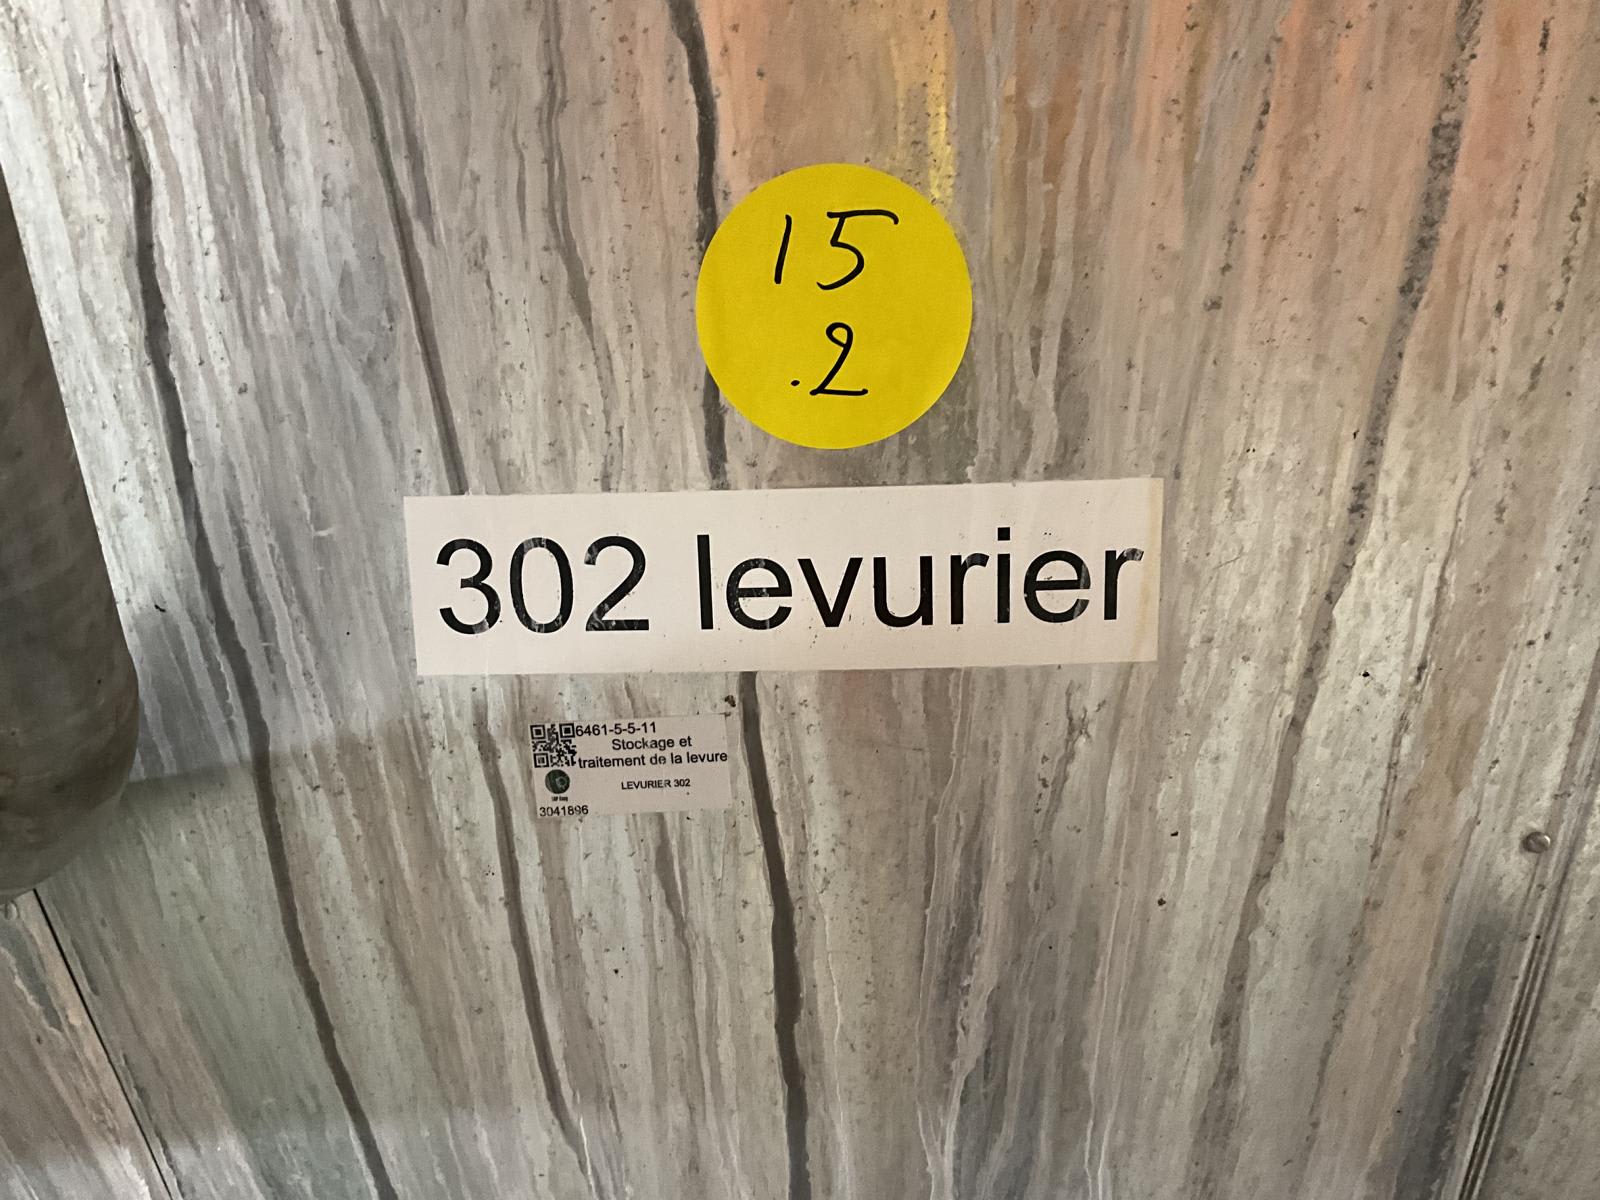 15
.2
302 levurier
6461-5-5-11
Stockage et
traitement de la levure
LEVURIER 302
3041896